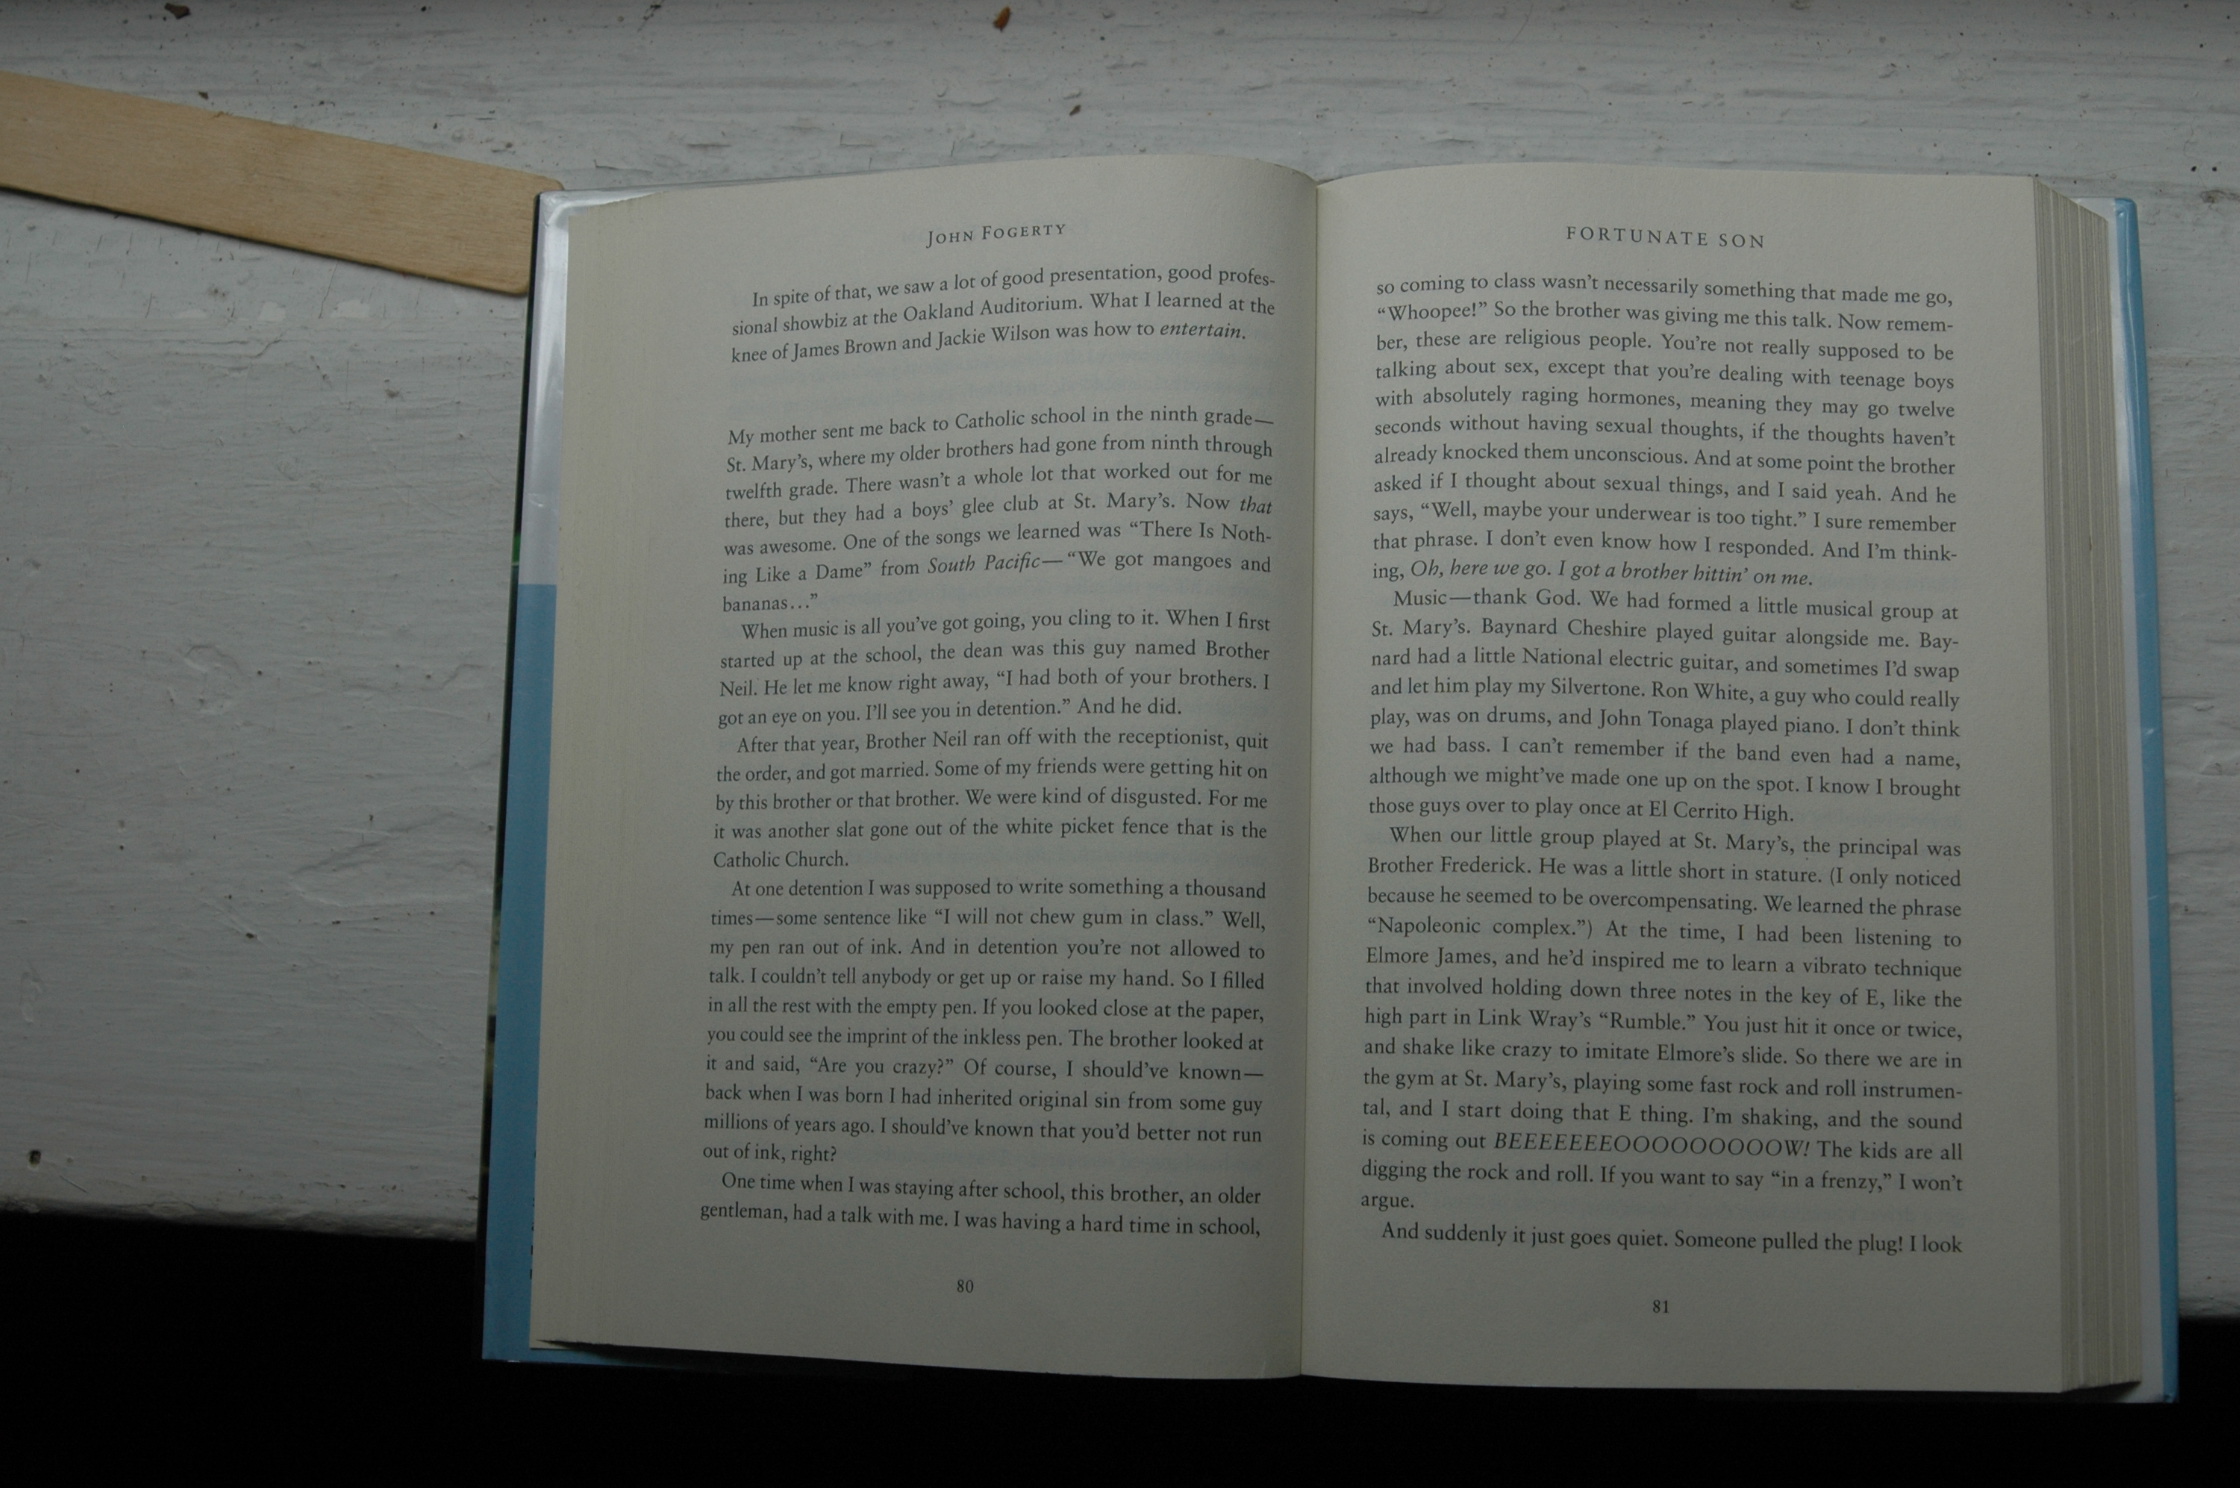 JOHN FOGERTY
In spite of that, we saw a lot of good presentation, good profes-
sional showbiz at the Oakland Auditorium. What I learned at the
knee of James Brown and Jackie Wilson was how to entertain.
My mother sent me back to Catholic school in the ninth grade—
St. Mary’s, where my older brothers had gone from ninth through
twelfth grade. There wasn’t a whole lot that worked out for me
there, but they had a boys’ glee club at St. Mary’s. Now that
was awesome. One of the songs we learned was “There Is Noth-
ing Like a Dame” from South Pacific—“We got mangoes and
bananas...”
When music is all you’ve got going, you cling to it. When I first
started up at the school, the dean was this guy named Brother
Neil. He let me know right away, “I had both of your brothers. I
got an eye on you. I’ll see you in detention.” And he did.
After that year, Brother Neil ran off with the receptionist, quit
the order, and got married. Some of my friends were getting hit on
by this brother or that brother. We were kind of disgusted. For me
it was another slat gone out of the white picket fence that is the
Catholic Church.
At one detention I was supposed to write something a thousand
times—some sentence like “I will not chew gum in class.” Well,
my pen ran out of ink. And in detention you’re not allowed to
talk. I couldn’t tell anybody or get up or raise my hand. So I filled
in all the rest with the empty pen. If you looked close at the paper,
you could see the imprint of the inkless pen. The brother looked at
it and said, “Are you crazy?” Of course, I should’ve known—
back when I was born I had inherited original sin from some guy
millions of years ago. I should’ve known that you’d better not run
out of ink, right?
One time when I was staying after school, this brother, an older
gentleman, had a talk with me. I was having a hard time in school,
80
FORTUNATE SON
so coming to class wasn’t necessarily something that made me go,
“Whoopee!” So the brother was giving me this talk. Now remem-
ber, these are religious people. You’re not really supposed to be
talking about sex, except that you’re dealing with teenage boys
with absolutely raging hormones, meaning they may go twelve
seconds without having sexual thoughts, if the thoughts haven’t
already knocked them unconscious. And at some point the brother
asked if I thought about sexual things, and I said yeah. And he
says, “Well, maybe your underwear is too tight.” I sure remember
that phrase. I don’t even know how I responded. And I’m think-
ing, Oh, here we go. I got a brother hittin’ on me.
Music—thank God. We had formed a little musical group at
St. Mary’s. Baynard Cheshire played guitar alongside me. Bay-
nard had a little National electric guitar, and sometimes I’d swap
and let him play my Silvertone. Ron White, a guy who could really
play, was on drums, and John Tonaga played piano. I don’t think
we had bass. I can’t remember if the band even had a name,
although we might’ve made one up on the spot. I know I brought
those guys over to play once at El Cerrito High.
When our little group played at St. Mary’s, the principal was
Brother Frederick. He was a little short in stature. (I only noticed
because he seemed to be overcompensating. We learned the phrase
“Napoleonic complex.”) At the time, I had been listening to
Elmore James, and he’d inspired me to learn a vibrato technique
that involved holding down three notes in the key of E, like the
high part in Link Wray’s “Rumble.” You just hit it once or twice,
and shake like crazy to imitate Elmore’s slide. So there we are in
the gym at St. Mary’s, playing some fast rock and roll instrumen-
tal, and I start doing that E thing. I’m shaking, and the sound
is coming out BEEEEEEEOOOOOOOOOW! The kids are all
digging the rock and roll. If you want to say “in a frenzy,” I won’t
argue.
And suddenly it just goes quiet. Someone pulled the plug! I look
81